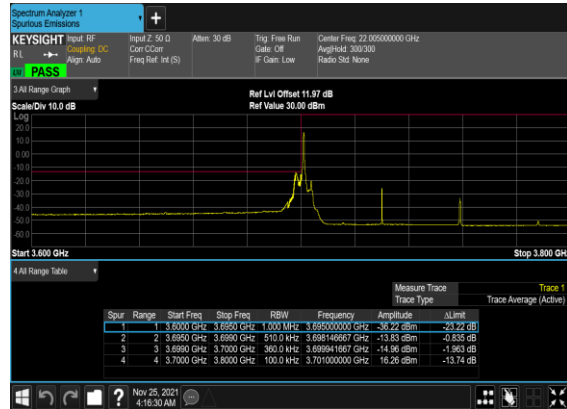 Spectrum Analyzer 1
Spurious Emissions
KEYSIGHT Input: RF Input Z: 50 Ω Atten: 30 dB Trig: Free Run Center Freq: 22.005000000 GHz
RL Coupling: DC Corr CCorr Gate: Off Avg|Hold: 300/300
Align: Auto Freq Ref: Int (S) IF Gain: Low Radio Std: None
LNI PASS
3 All Range Graph
Ref Lvl Offset 11.97 dB
Scale/Div 10.0 dB Ref Value 30.00 dBm
Log
20.0
10.0
0.00
-10.0
-20.0
-30.0
-40.0
-50.0
-60.0
Start 3.600 GHz Stop 3.800 GH
4 All Range Table
Measure Trace Trace 1
Trace Type Trace Average (Active)
Spur Range Start Freq Stop Freq RBW Frequency Amplitude ΔLimit
1 1 3.6000 GHz 3.6950 GHz 1.000 MHz 3.695000000 GHz -36.22 dBm -23.22 dB
2 2 3.6950 GHz 3.6990 GHz 510.0 kHz 3.698146667 GHz -13.83 dBm -0.835 dB
3 3 3.6990 GHz 3.7000 GHz 360.0 kHz 3.699941667 GHz -14.96 dBm -1.963 dB
4 4 3.7000 GHz 3.8000 GHz 100.0 kHz 3.701000000 GHz 16.26 dBm -13.74 dB
Nov 25, 2021
4:16:30 AM